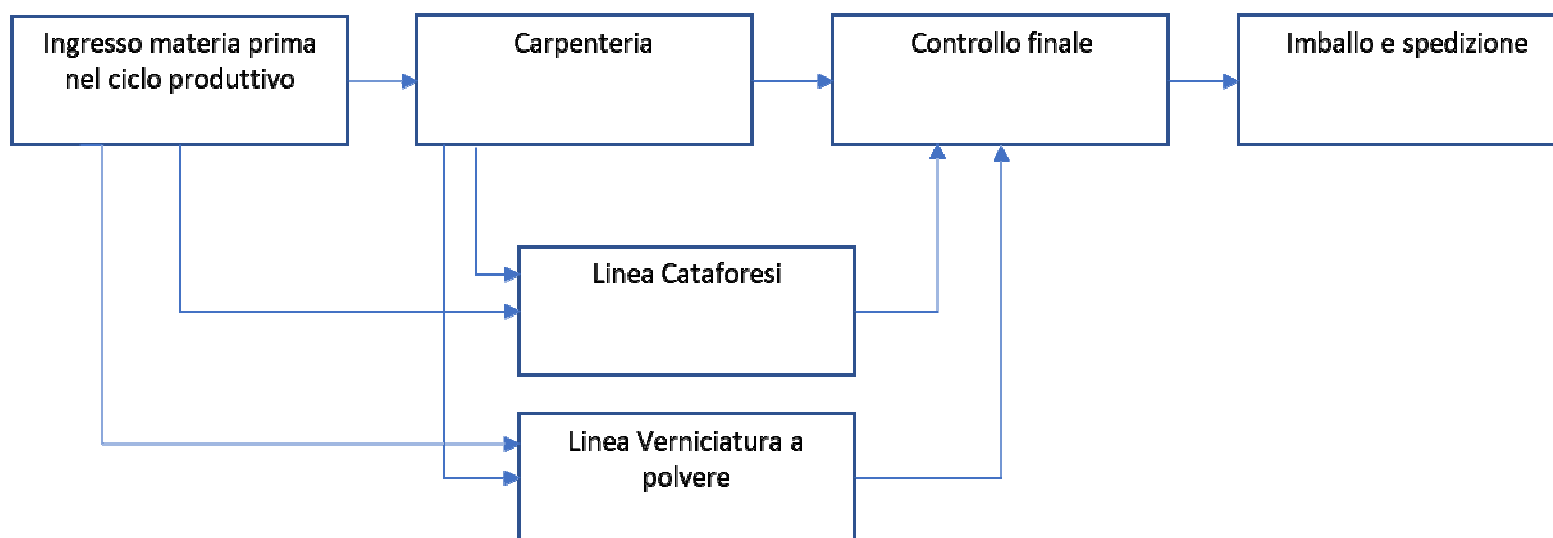 Ingresso materia prima
nel ciclo produttivo
Carpenteria
Controllo finale
Imballo e spedizione
Linea Cataforesi
Linea Verniciatura a
polvere